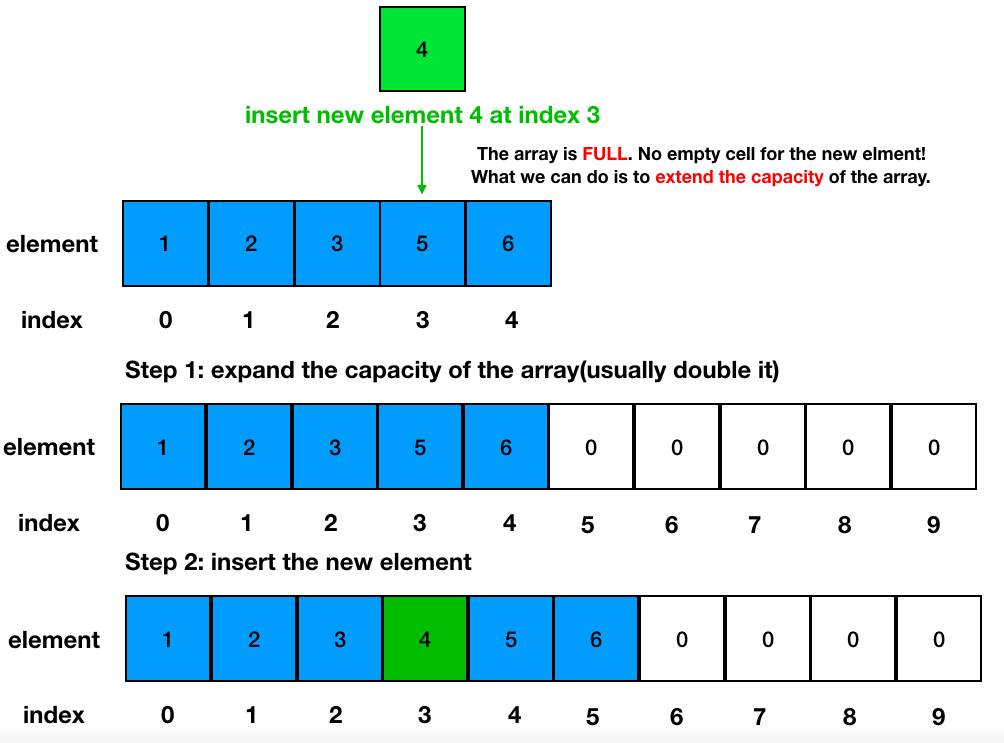 4
insert new element 4 at index 3
The array is FULL. No empty cell for the new elment!
What we can do is to extend the capacity of the array.
element 1 2 3 5 6
index 0 1 2 3 4
Step 1: expand the capacity of the array(usually double it)
element 1 2 3 5 6 0 0 0 0 0
index 0 1 2 3 4 5 6 7 8 9
Step 2: insert the new element
element 1 2 3 4 5 6 0 0 0 0
index 0 1 2 3 4 5 6 7 8 9